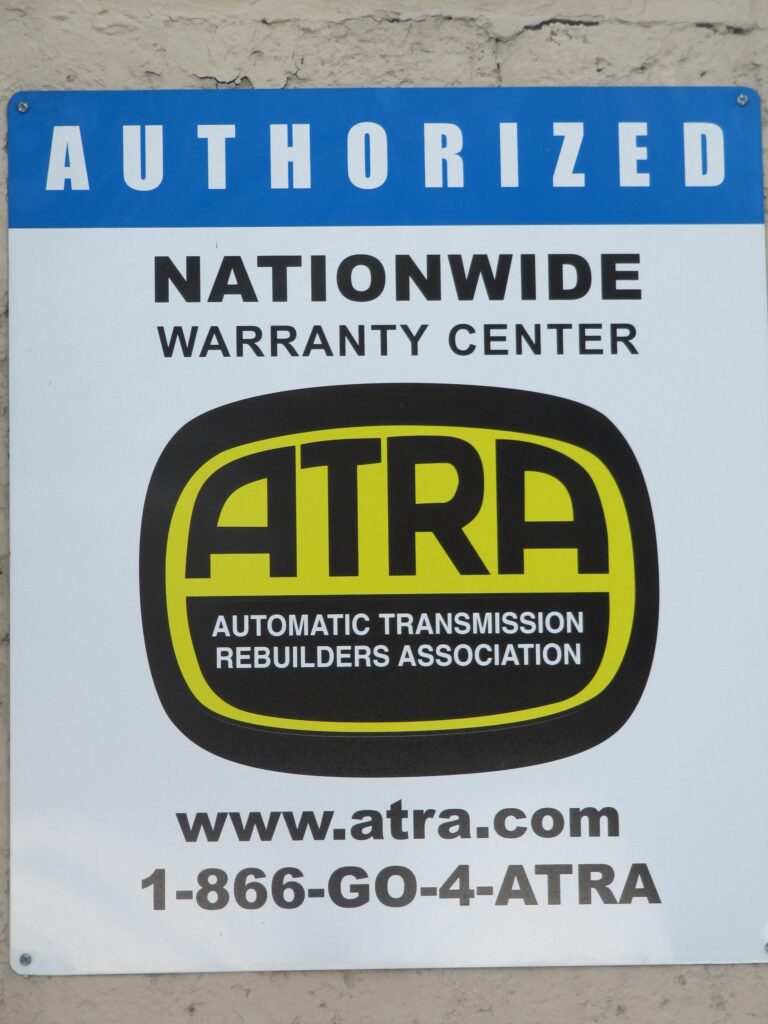 AUTHORIZED
NATIONWIDE
WARRANTY CENTER
ATRA
AUTOMATIC TRANSMISSION
REBUILDERS ASSOCIATION
www.atra.com
1-866-GO-4-ATRA